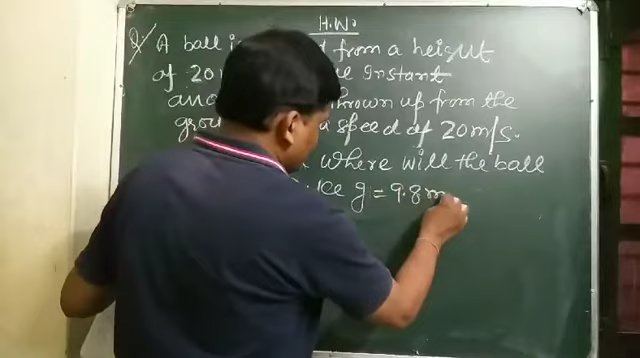 H.W.
Q/ A ball i from a height
of 20 Instant
ano thrown up from the
grou a speed of 20m/s.
where will the ball
ke g = 9.8m